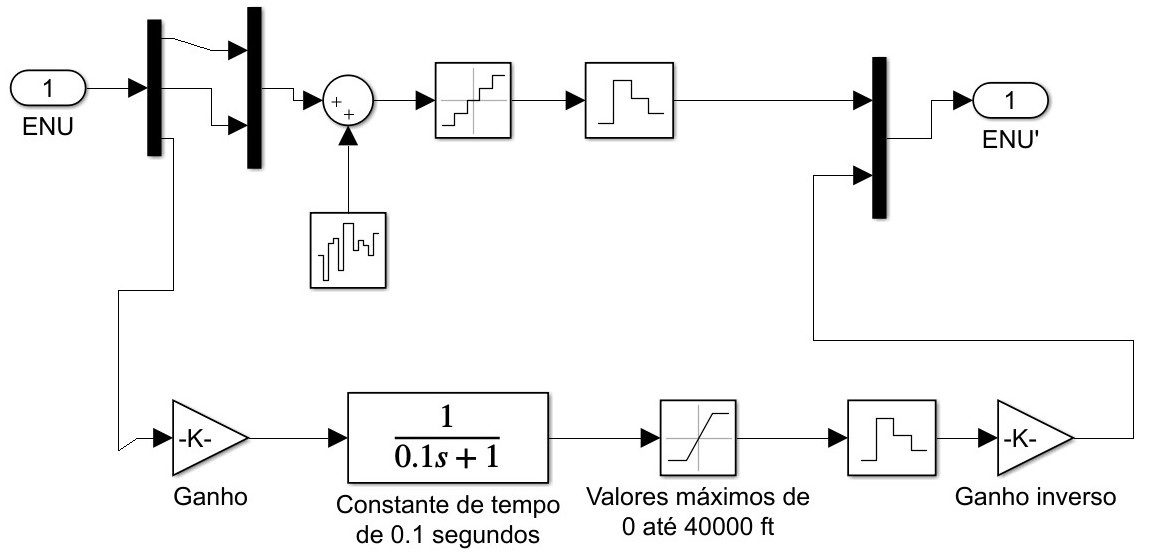 1
ENU
+
+
1
ENU'
-K-
Ganho
1
0.1s + 1
Constante de tempo
de 0.1 segundos
Valores máximos de
0 até 40000 ft
-K-
Ganho inverso